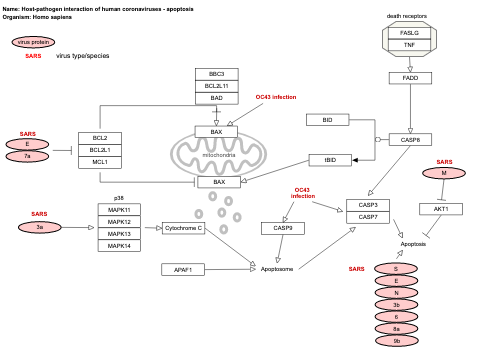 Name: Host-pathogen interaction of human coronaviruses - apoptosis
Organism: Homo sapiens
virus protein
SARS virus type/species
death receptors
FASLG
TNF
FADD
CASP8
BBC3
BCL2L11
BAD
OC43 infection
BAX
mitochondria
BAX
BID
tBID
SARS
E
7a
BCL2
BCL2L1
MCL1
SARS
M
AKT1
SARS
3a
p38
MAPK11
MAPK12
MAPK13
MAPK14
Cytochrome C
OC43
infection
CASP9
CASP3
CASP7
Apoptosis
APAF1
Apoptosome
SARS
S
E
N
3b
6
8a
9b